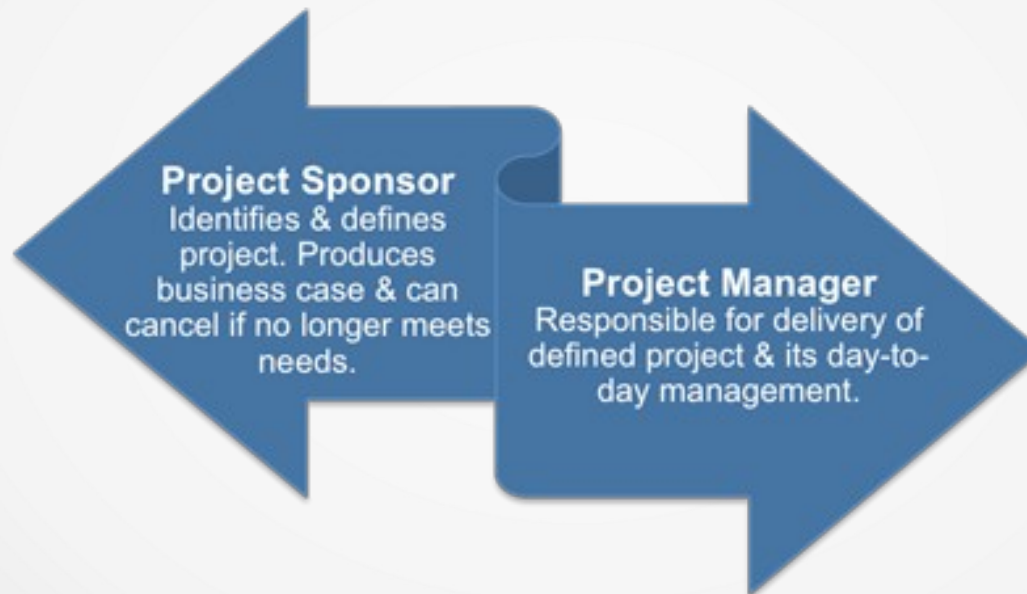 Project Sponsor
Identifies & defines
project. Produces
business case & can
cancel if no longer meets
needs.
Project Manager
Responsible for delivery of
defined project & its day-to-
day management.